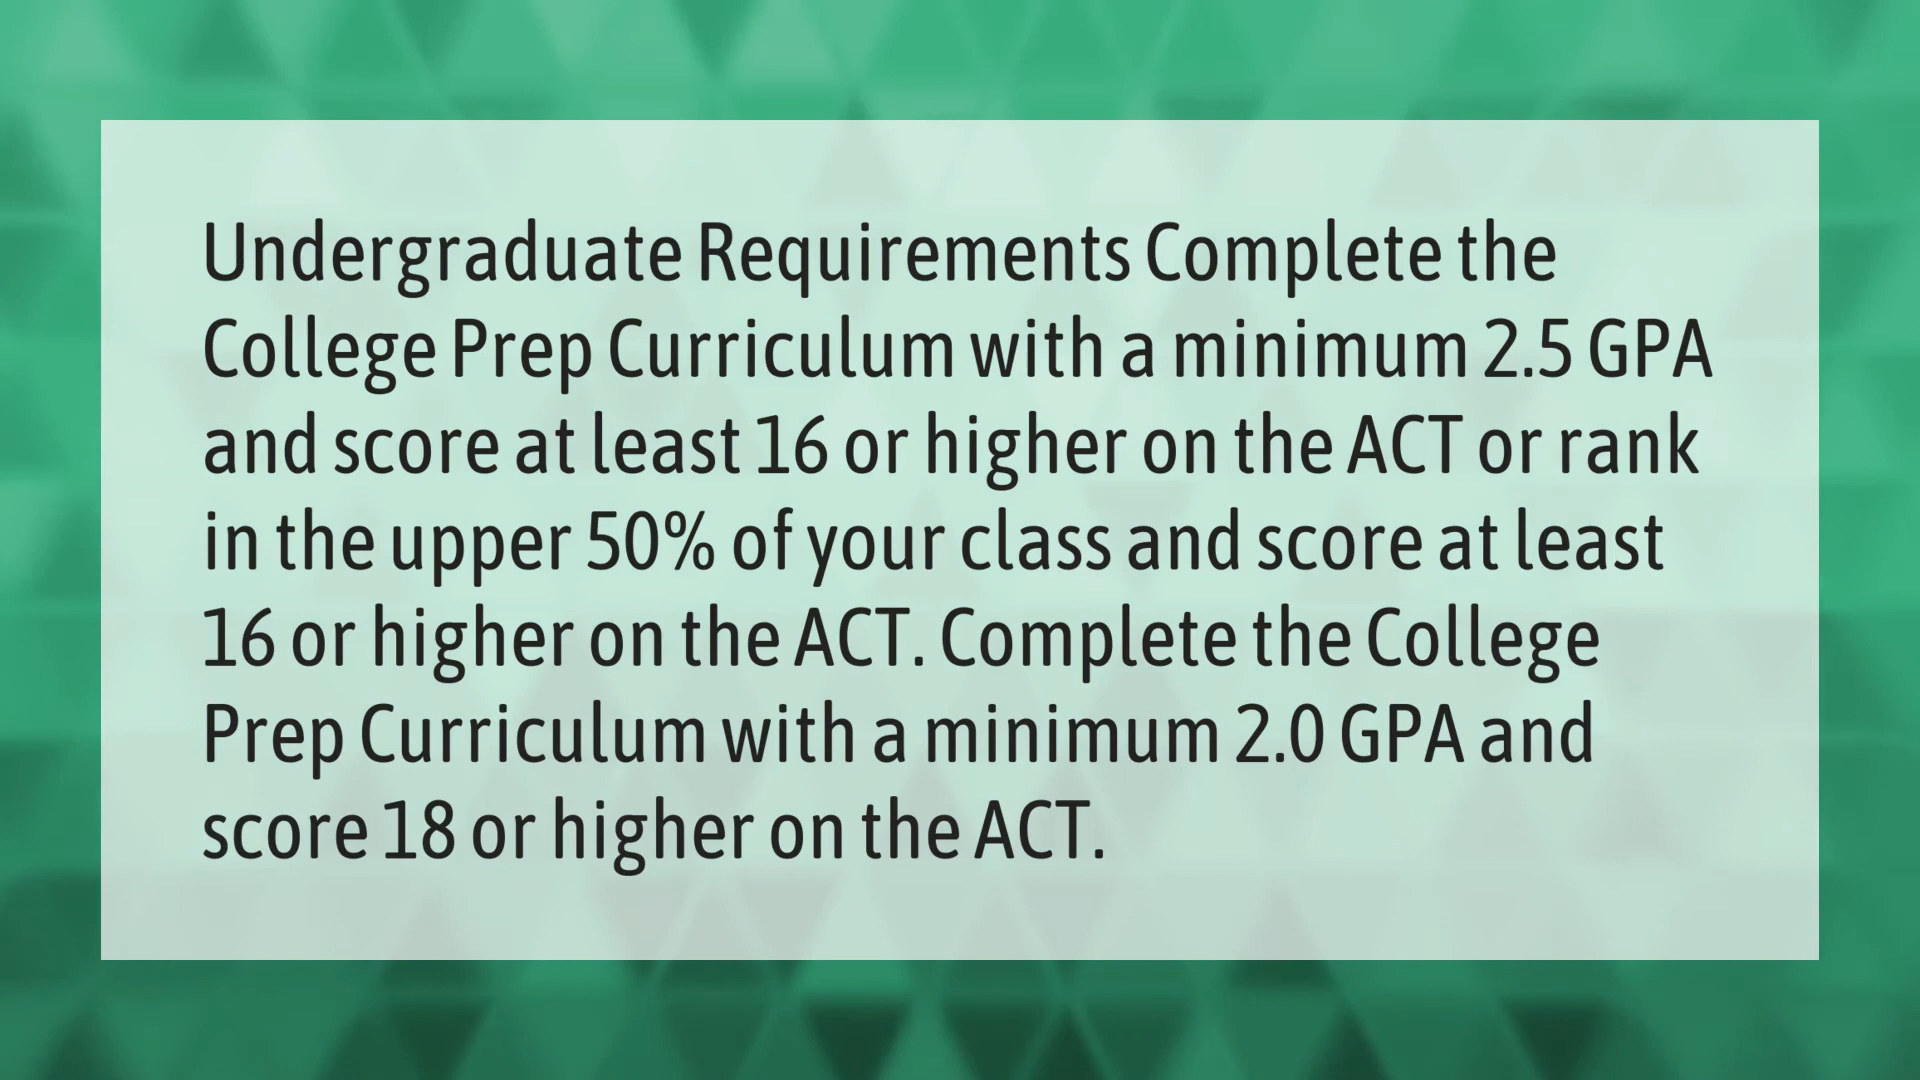 Undergraduate Requirements Complete the
College Prep Curriculum with a minimum 2.5 GPA
and score at least 16 or higher on the ACT or rank
in the upper 50% of your class and score at least
16 or higher on the ACT. Complete the College
Prep Curriculum with a minimum 2.0 GPA and
score 18 or higher on the ACT.